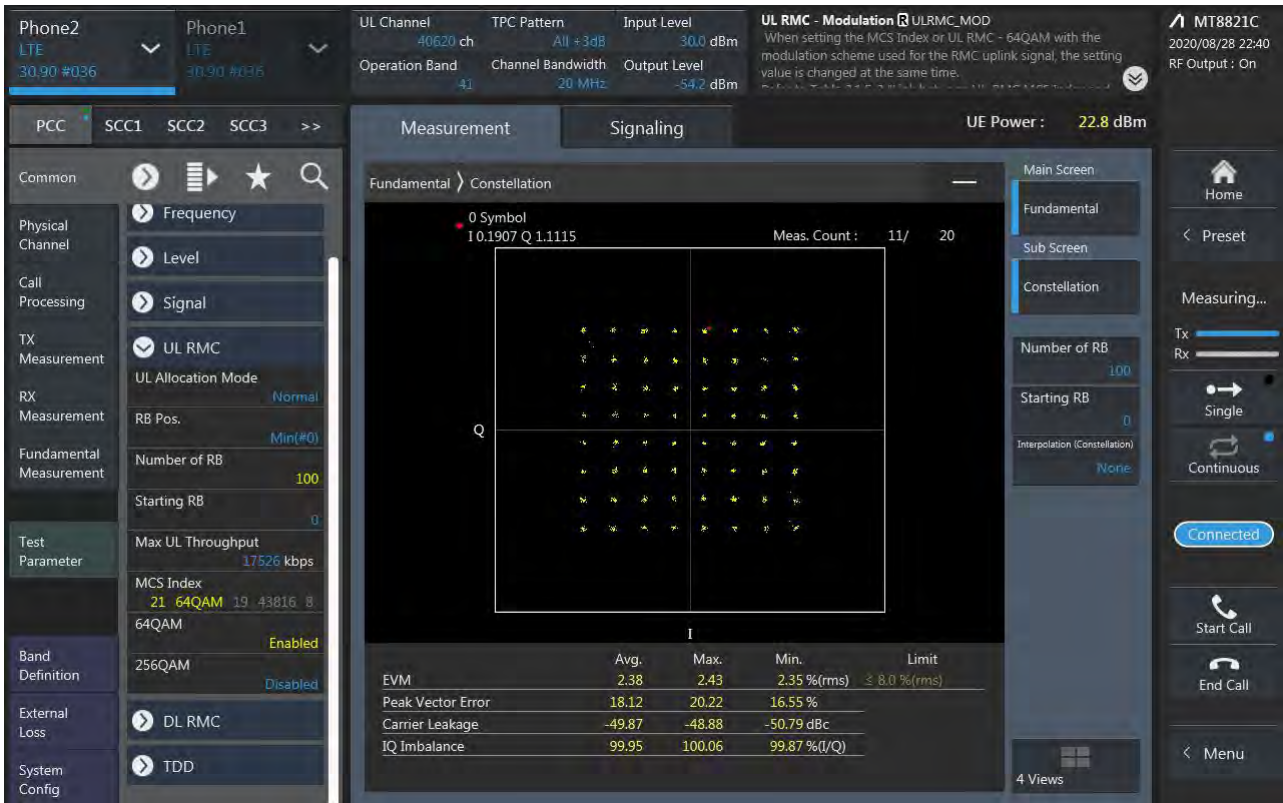 Phone2
LTE
30.90 #036
Phone1
LTE
30.90 #036
UL Channel
40620 ch
Operation Band
41
TPC Pattern
All +3dB
Channel Bandwidth
20 MHz
Input Level
30.0 dBm
Output Level
-54.2 dBm
UL RMC - Modulation R ULRMC_MOD
When setting the MCS Index or UL RMC - 64QAM with the
modulation scheme used for the RMC uplink signal, the setting
value is changed at the same time.
MT8821C
2020/08/28 22:40
RF Output : On
PCC SCC1 SCC2 SCC3 >>
Measurement
Signaling
UE Power : 22.8 dBm
Common
Physical
Channel
Call
Processing
TX
Measurement
RX
Measurement
Fundamental
Measurement
Test
Parameter
Band
Definition
External
Loss
System
Config
Frequency
Level
Signal
UL RMC
UL Allocation Mode
Normal
RB Pos.
Min(#0)
Number of RB
100
Starting RB
0
Max UL Throughput
17526 kbps
MCS Index
21 64QAM 19 43816 8
64QAM
Enabled
256QAM
Disabled
DL RMC
TDD
Fundamental > Constellation
0 Symbol
I 0.1907 Q 1.1115
Meas. Count : 11/ 20
Q
I
Avg. Max. Min. Limit
EVM 2.38 2.43 2.35 %(rms) ≤ 8.0 %(rms)
Peak Vector Error 18.12 20.22 16.55 %
Carrier Leakage -49.87 -48.88 -50.79 dBc
IQ Imbalance 99.95 100.06 99.87 %(I/Q)
Main Screen
Fundamental
Sub Screen
Constellation
Number of RB
100
Starting RB
0
Interpolation (Constellation)
None
4 Views
Home
< Preset
Measuring...
Tx
Rx
Single
Continuous
Connected
Start Call
End Call
< Menu